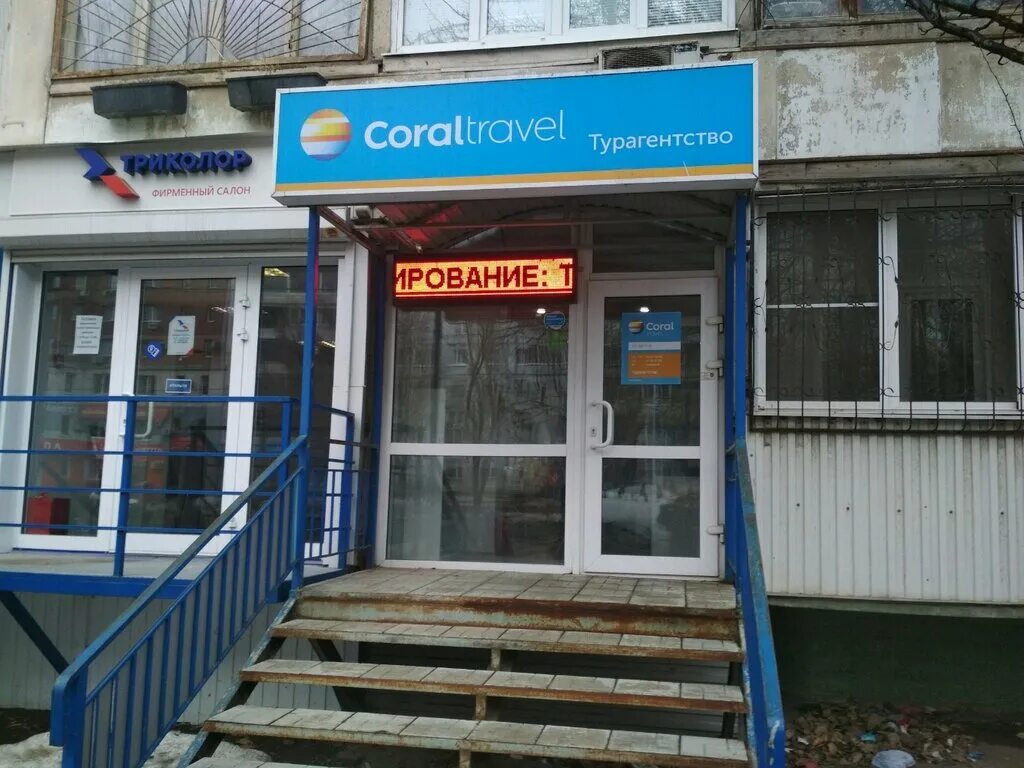 Coraltravel Турагентство
ТРИКОЛОР
ФИРМЕННЫЙ САЛОН
ИРОВАНИЕ: Т
Coral